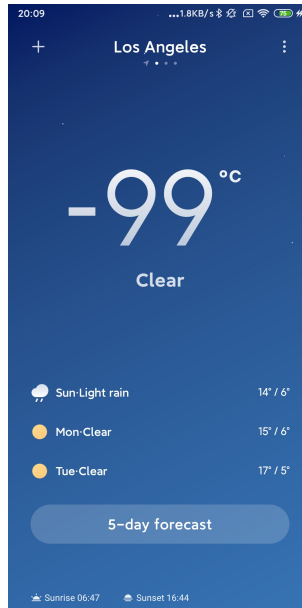 20:09 ...1.8KB/s 75
Los Angeles
-99°C
Clear
Sun·Light rain 14° / 6°
Mon·Clear 15° / 6°
Tue·Clear 17° / 5°
5-day forecast
Sunrise 06:47 Sunset 16:44